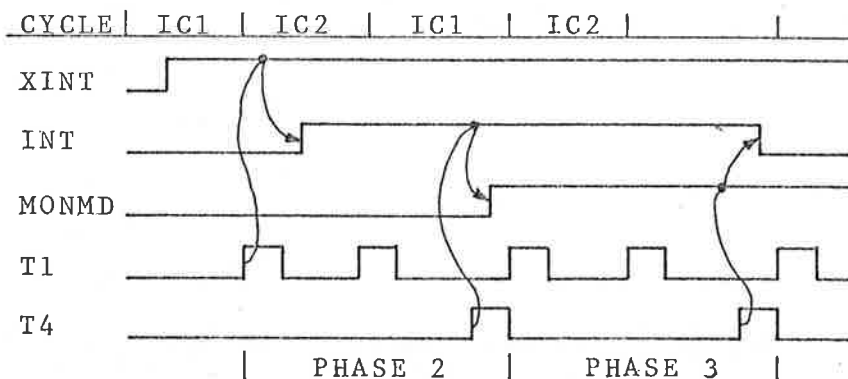 CYCLE IC1 IC2 IC1 IC2
XINT
INT
MONMD
T1
T4
PHASE 2 PHASE 3